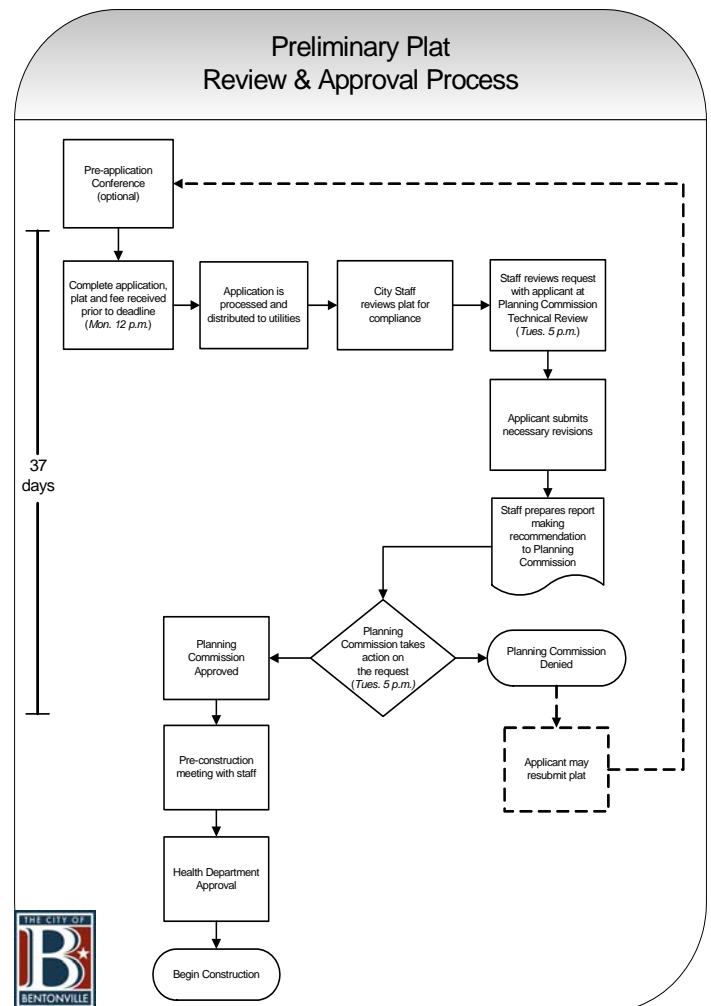 Preliminary Plat
Review & Approval Process
Pre-application
Conference
(optional)
Complete application,
plat and fee received
prior to deadline
(Mon. 12 p.m.)
Application is
processed and
distributed to utilities
City Staff
reviews plat for
compliance
Staff reviews request
with applicant at
Planning Commission
Technical Review
(Tues. 5 p.m.)
Applicant submits
necessary revisions
37
days
Staff prepares report
making
recommendation
to Planning
Commission
Planning
Commission takes
action on
the request
(Tues. 5 p.m.)
Planning
Commission
Approved
Planning Commission
Denied
Pre-construction
meeting with staff
Applicant may
resubmit plat
Health Department
Approval
Begin Construction
THE CITY OF
B
BENTONVILLE